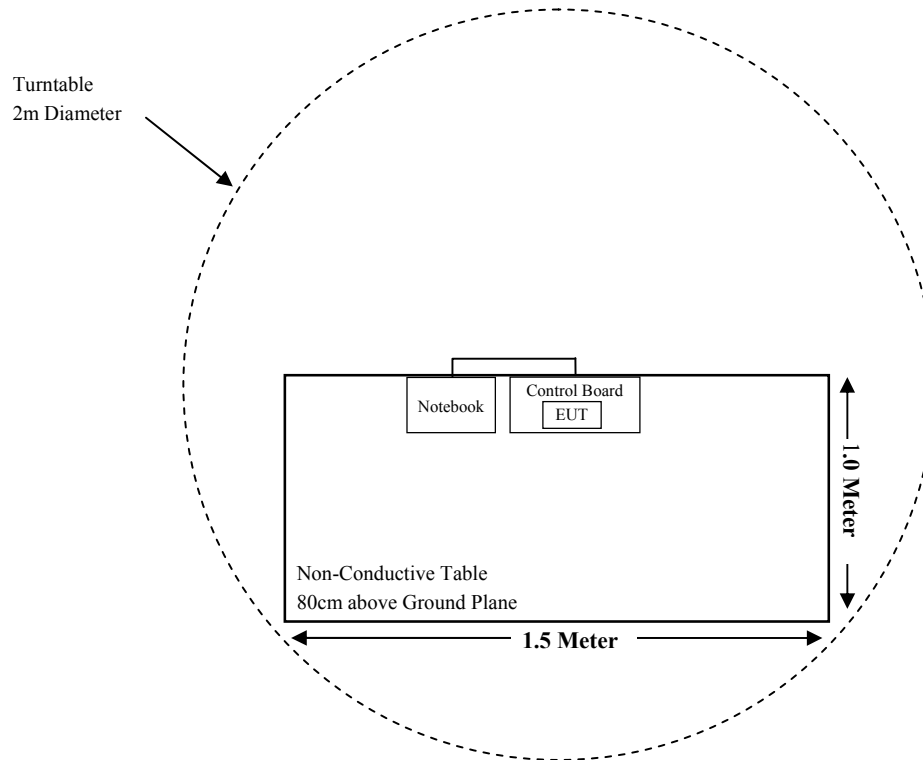 Turntable
2m Diameter
Notebook
Control Board
EUT
1.0 Meter
Non-Conductive Table
80cm above Ground Plane
1.5 Meter